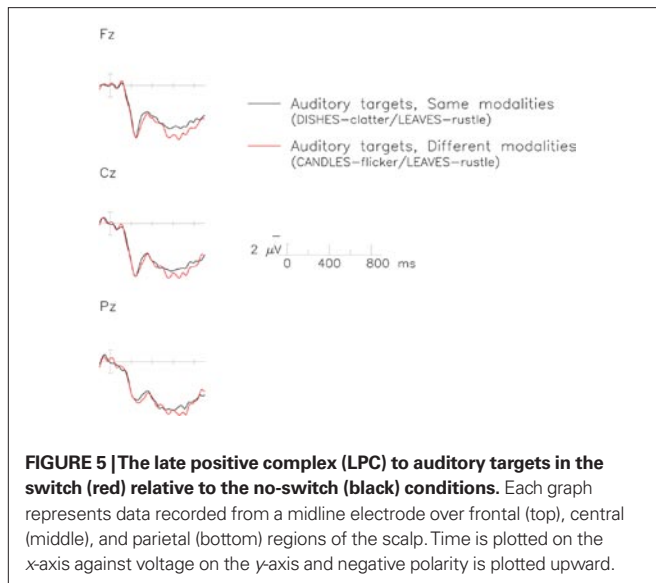 Fz
Auditory targets, Same modalities
(DISHES-clatter/LEAVES-rustle)
Auditory targets, Different modalities
(CANDLES-flicker/LEAVES-rustle)
Cz
2 μV
0 400 800 ms
Pz
FIGURE 5 | The late positive complex (LPC) to auditory targets in the
switch (red) relative to the no-switch (black) conditions. Each graph
represents data recorded from a midline electrode over frontal (top), central
(middle), and parietal (bottom) regions of the scalp. Time is plotted on the
x-axis against voltage on the y-axis and negative polarity is plotted upward.